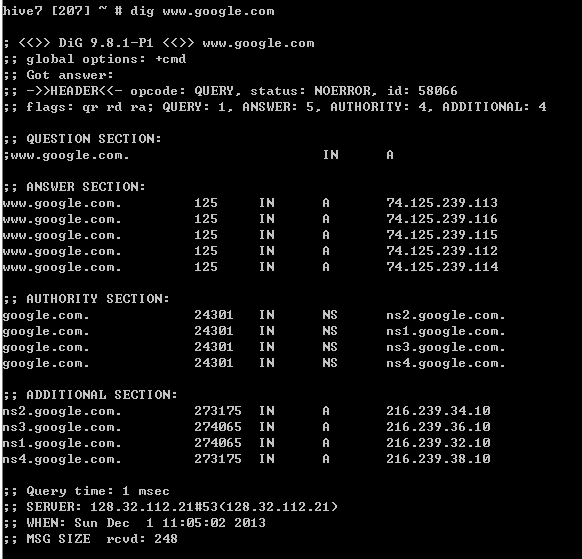 hive7 [207] ~ # dig www.google.com
; <<>> DiG 9.8.1-P1 <<>> www.google.com
;; global options: +cmd
;; Got answer:
;; ->>HEADER<<- opcode: QUERY, status: NOERROR, id: 58066
;; flags: qr rd ra; QUERY: 1, ANSWER: 5, AUTHORITY: 4, ADDITIONAL: 4
;; QUESTION SECTION:
;www.google.com. IN A
;; ANSWER SECTION:
www.google.com. 125 IN A 74.125.239.113
www.google.com. 125 IN A 74.125.239.116
www.google.com. 125 IN A 74.125.239.115
www.google.com. 125 IN A 74.125.239.112
www.google.com. 125 IN A 74.125.239.114
;; AUTHORITY SECTION:
google.com. 24301 IN NS ns2.google.com.
google.com. 24301 IN NS ns1.google.com.
google.com. 24301 IN NS ns3.google.com.
google.com. 24301 IN NS ns4.google.com.
;; ADDITIONAL SECTION:
ns2.google.com. 273175 IN A 216.239.34.10
ns3.google.com. 274065 IN A 216.239.36.10
ns1.google.com. 274065 IN A 216.239.32.10
ns4.google.com. 273175 IN A 216.239.38.10
;; Query time: 1 msec
;; SERVER: 128.32.112.21#53(128.32.112.21)
;; WHEN: Sun Dec 1 11:05:02 2013
;; MSG SIZE rcvd: 248